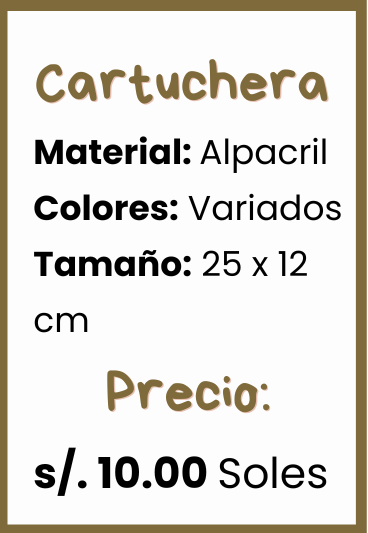 Cartuchera
Material: Alpacril
Colores: Variados
Tamaño: 25 x 12
cm
Precio:
s/. 10.00 Soles